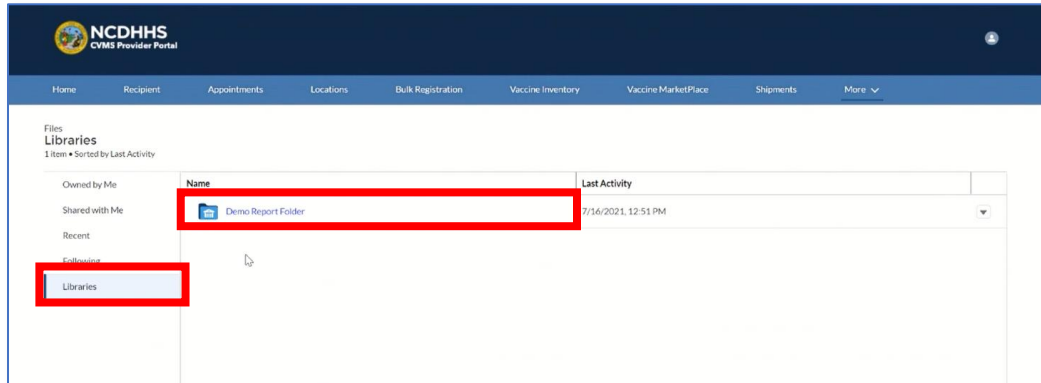 NCDHHS
CVMS Provider Portal
Home Recipient Appointments Locations Bulk Registration Vaccine Inventory Vaccine MarketPlace Shipments More
Files
Libraries
1 item • Sorted by Last Activity
Owned by Me
Name Last Activity
Shared with Me
Demo Report Folder 7/16/2021, 12:51 PM
Recent
Following
Libraries